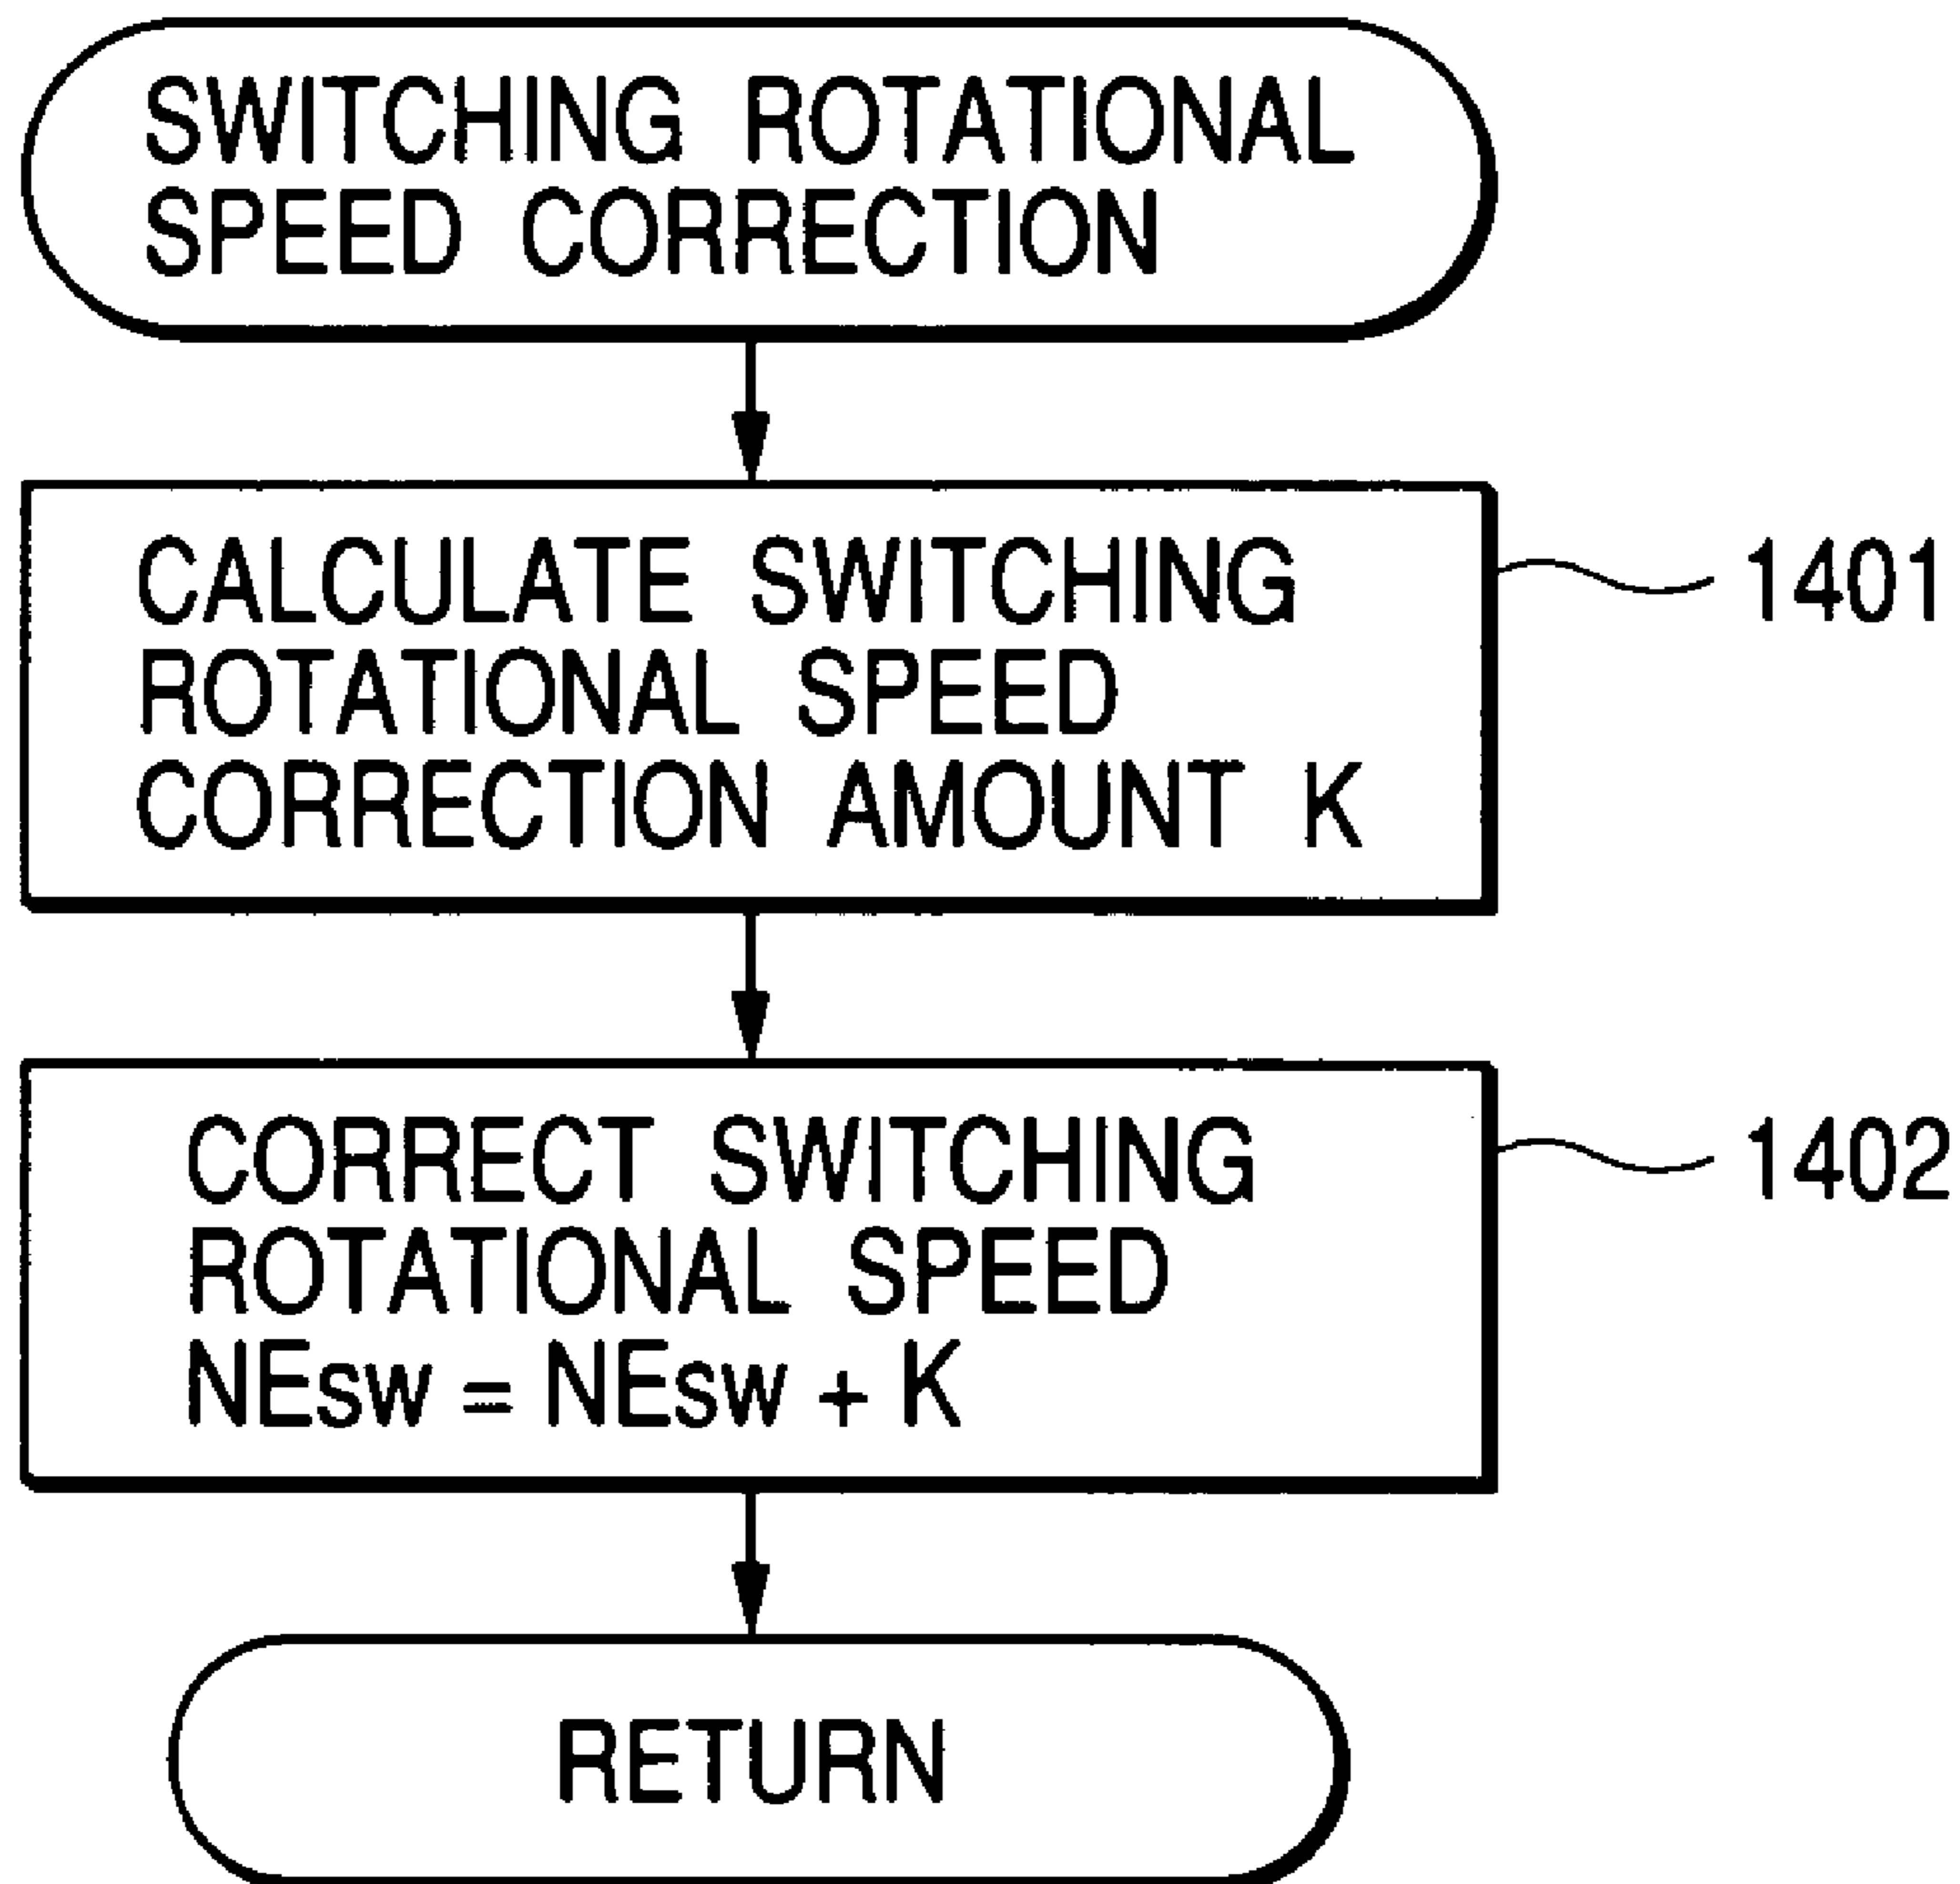 SWITCHING ROTATIONAL
SPEED CORRECTION
CALCULATE SWITCHING
ROTATIONAL SPEED
CORRECTION AMOUNT K
1401
CORRECT SWITCHING
ROTATIONAL SPEED
NEsw = NEsw + K
1402
RETURN